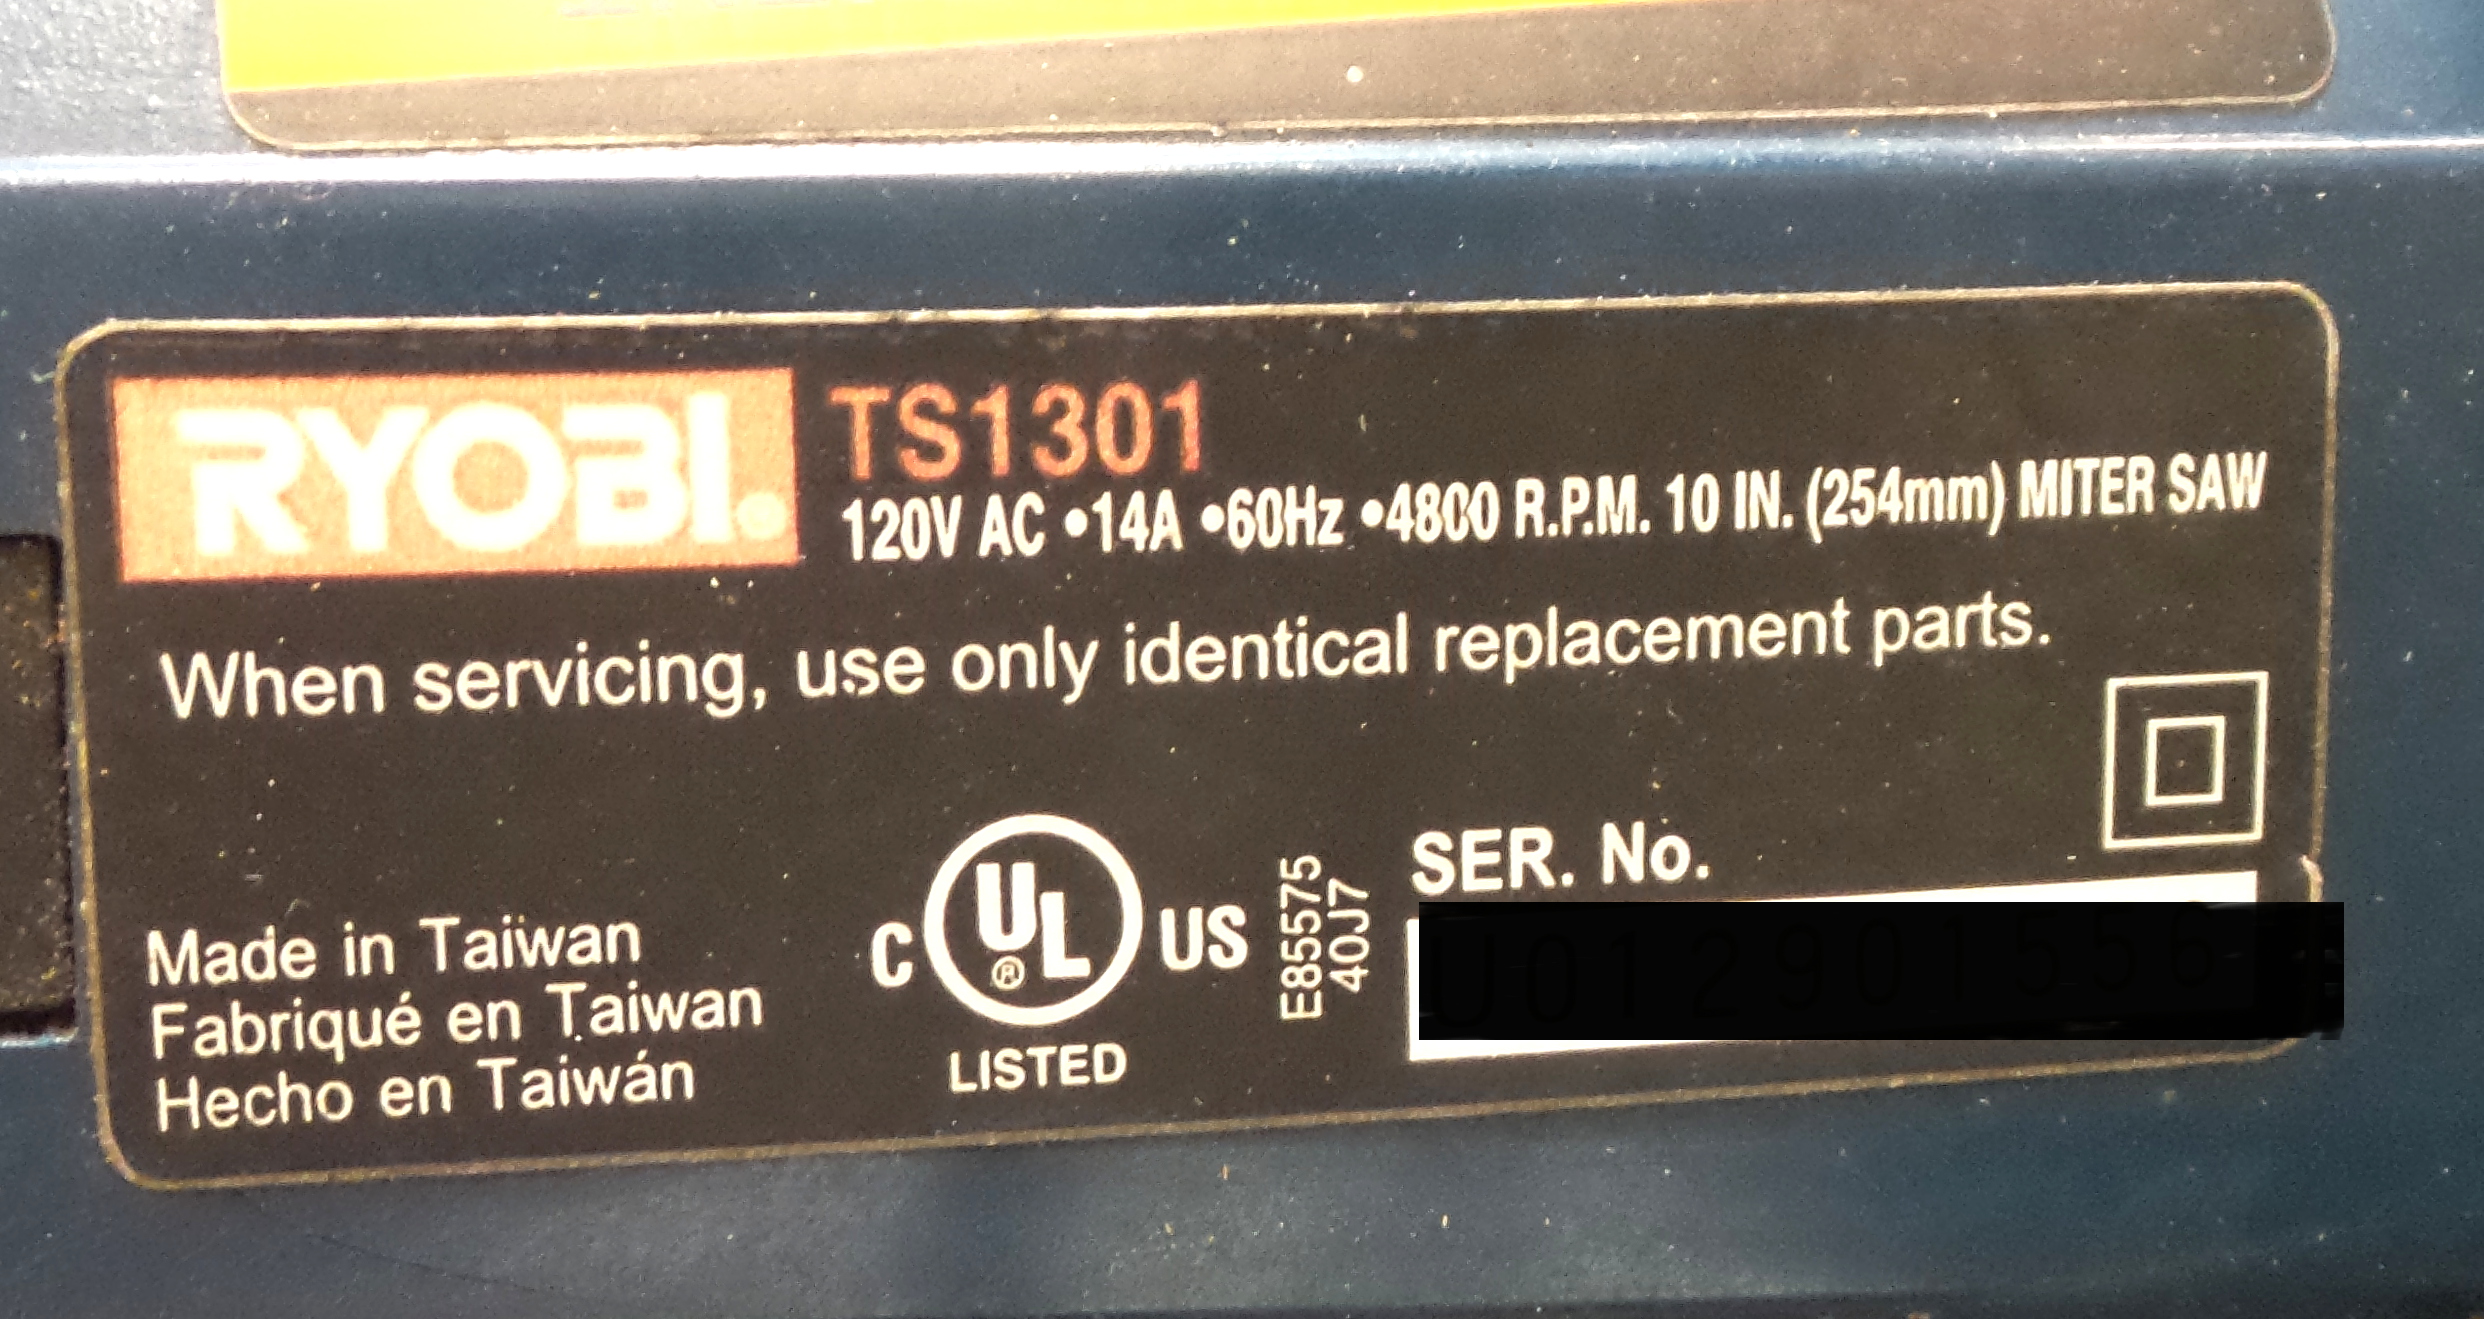 RYOBI® TS1301
120V AC •14A •60Hz •4800 R.P.M. 10 IN. (254mm) MITER SAW
When servicing, use only identical replacement parts.
Made in Taiwan
Fabriqué en Taiwan
Hecho en Taiwán
C UL® US
LISTED
E85575
40J7
SER. No.